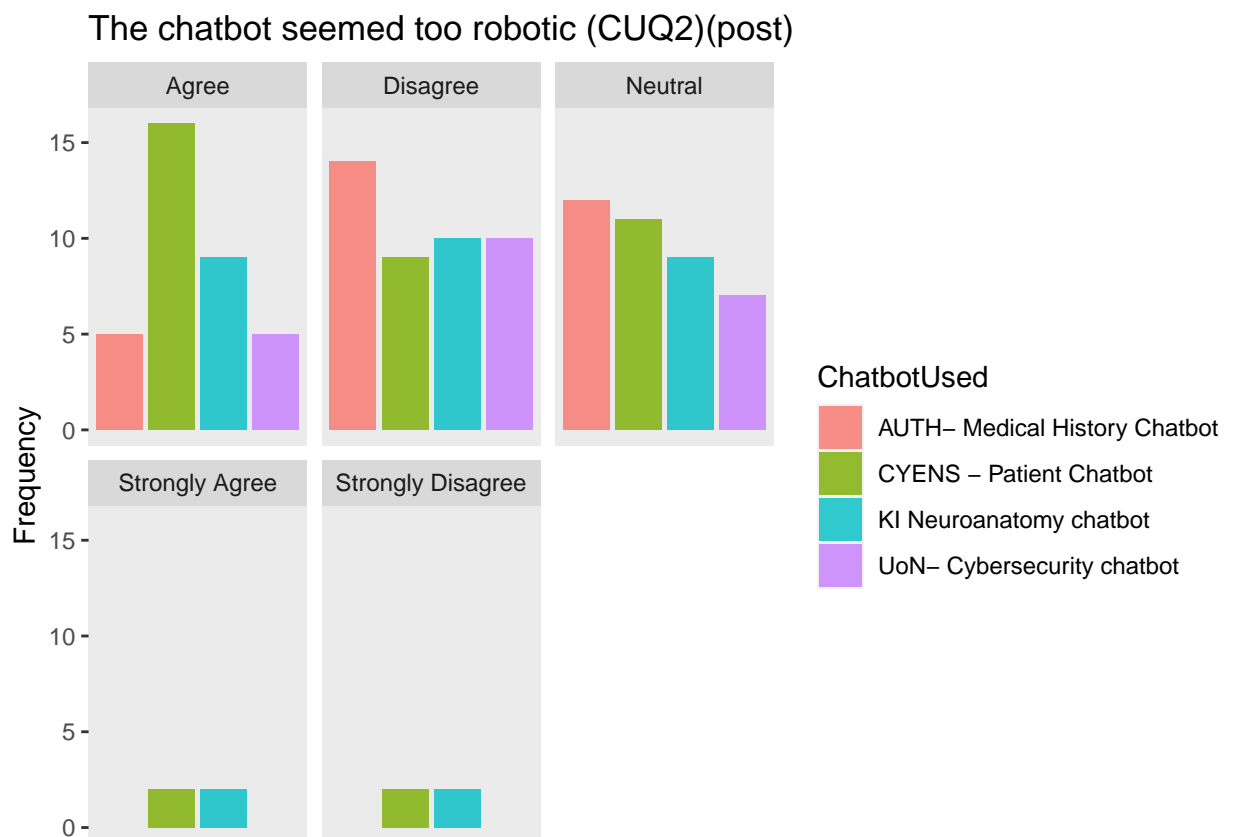 The chatbot seemed too robotic (CUQ2)(post)
Agree
Disagree
Neutral
15
10
5
0
Frequency
Strongly Agree
Strongly Disagree
15
10
5
0
ChatbotUsed
AUTH− Medical History Chatbot
CYENS − Patient Chatbot
KI Neuroanatomy chatbot
UoN− Cybersecurity chatbot